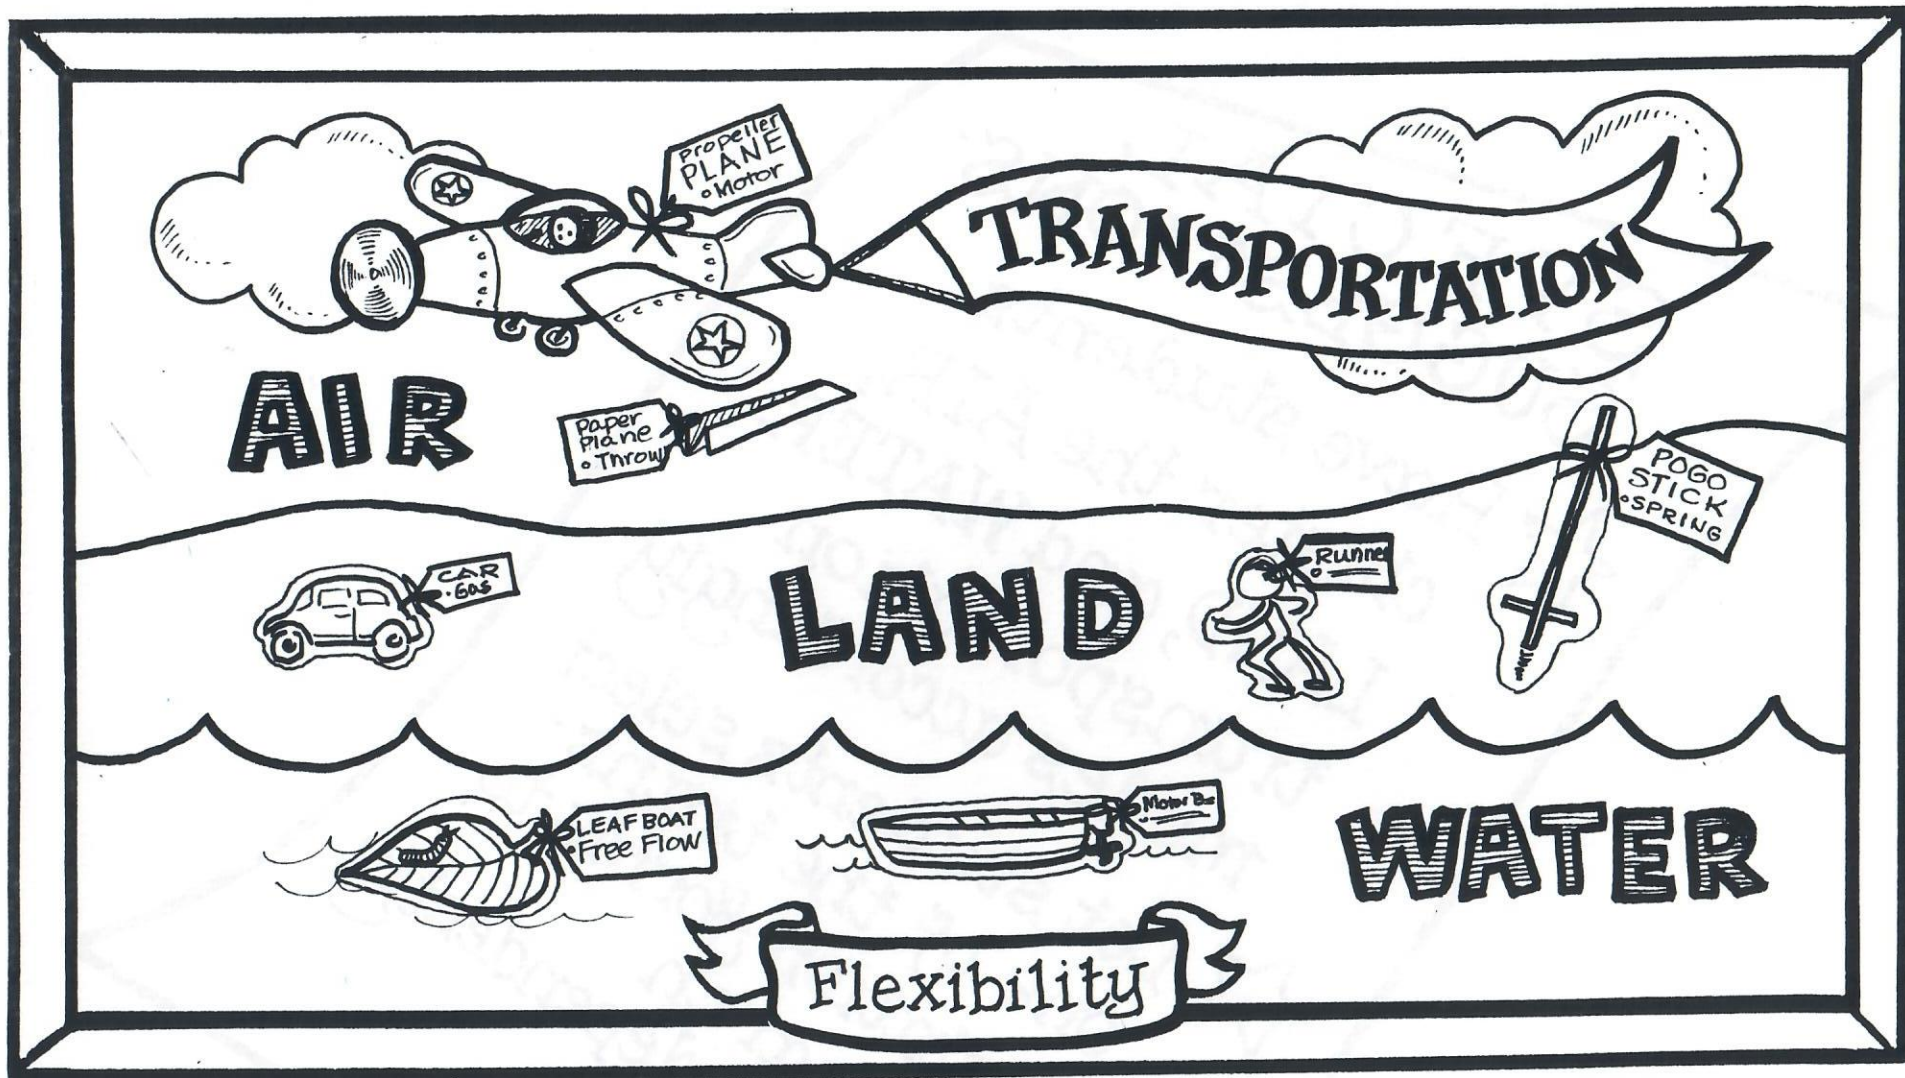 Propeller
PLANE
• Motor
TRANSPORTATION
AIR
Paper
Plane
• Throw
POGO
STICK
• SPRING
CAR
• Gas
LAND
Runner
LEAF BOAT
• Free Flow
Motor
WATER
Flexibility